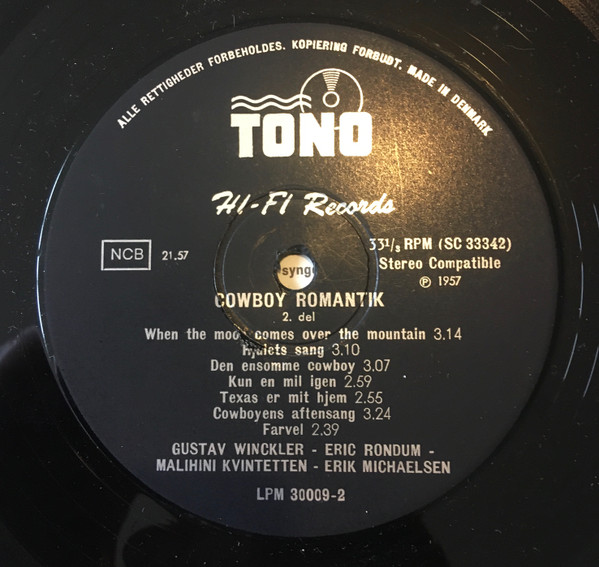 ALLE RETTIGHEDER FORBEHOLDES. KOPIERING FORBUDT. MADE IN DENMARK
TONO
HI-FI Records
NCB 21.57
33 1/3 RPM (SC 33342)
Stereo Compatible
℗ 1957
synge
COWBOY ROMANTIK
2. del
When the moon comes over the mountain 3.14
Hjulets sang 3.10
Den ensomme cowboy 3.07
Kun en mil igen 2.59
Texas er mit hjem 2.55
Cowboyens aftensang 3.24
Farvel 2.39
GUSTAV WINCKLER - ERIC RONDUM -
MALIHINI KVINTETTEN - ERIK MICHAELSEN
LPM 30009-2